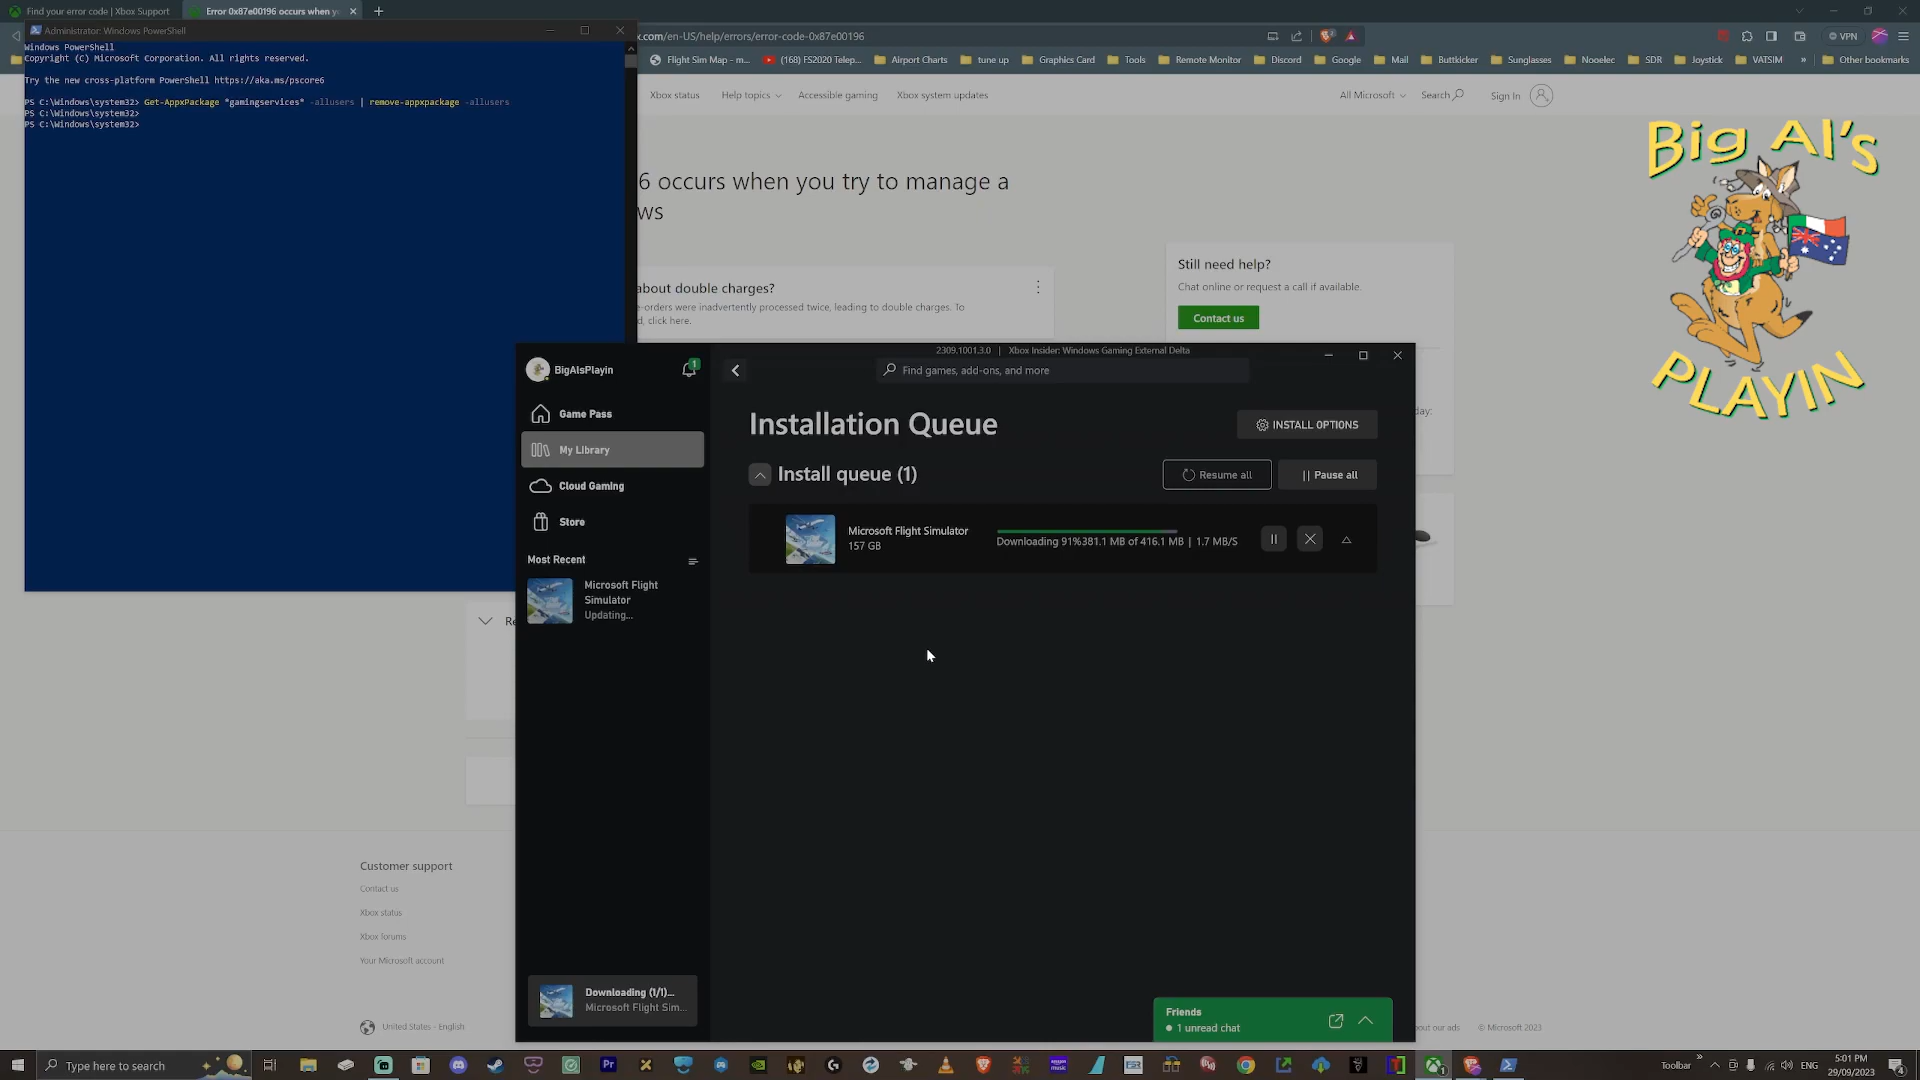 Find your error code | Xbox Support
Error 0x87e00196 occurs when y
Administrator: Windows PowerShell
x.com/en-US/help/errors/error-code-0x87e00196
VPN
Windows PowerShell
Copyright (C) Microsoft Corporation. All rights reserved.
Try the new cross-platform PowerShell https://aka.ms/pscore6
PS C:\Windows\system32> Get-AppxPackage *gamingservices* -allusers | remove-appxpackage -allusers
PS C:\Windows\system32>
PS C:\Windows\system32>
Flight Sim Map - m...
(168) FS2020 Telep...
Airport Charts
tune up
Graphics Card
Tools
Remote Monitor
Discord
Google
Mail
Buttkicker
Sunglasses
Nooelec
SDR
Joystick
VATSIM
»
Other bookmarks
Xbox status
Help topics
Accessible gaming
Xbox system updates
All Microsoft
Search
Sign In
6 occurs when you try to manage a
ws
about double charges?
e-orders were inadvertently processed twice, leading to double charges. To
d, click here.
Still need help?
Chat online or request a call if available.
Contact us
day:
Big Al's
PLAYIN
2309.1001.3.0 | Xbox Insider: Windows Gaming External Delta
BigAlsPlayin
1
Find games, add-ons, and more
Game Pass
My Library
Cloud Gaming
Store
Most Recent
Microsoft Flight
Simulator
Updating...
Installation Queue
INSTALL OPTIONS
Install queue (1)
Resume all
Pause all
Microsoft Flight Simulator
157 GB
Downloading 91%381.1 MB of 416.1 MB | 1.7 MB/S
Downloading (1/1)...
Microsoft Flight Sim...
Friends
1 unread chat
Re
Customer support
Contact us
Xbox status
Xbox forums
Your Microsoft account
United States - English
out our ads
© Microsoft 2023
Type here to search
Toolbar
»
ENG
5:01 PM
29/09/2023
4